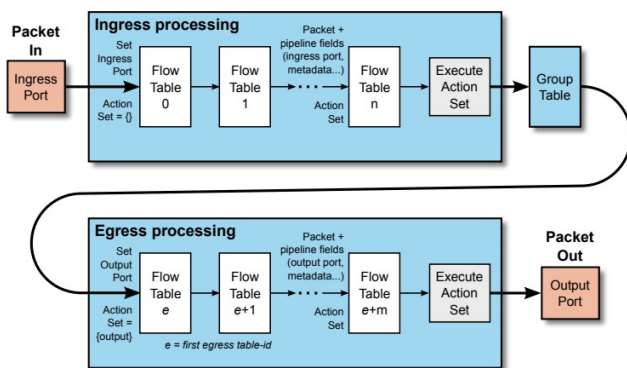 Ingress processing
Packet
In
Ingress
Port
Set
Ingress
Port
Action
Set = {}
Flow
Table
0
Flow
Table
1
Packet +
pipeline fields
(ingress port,
metadata...)
Action
Set
Flow
Table
n
Execute
Action
Set
Group
Table
Egress processing
Set
Output
Port
Action
Set =
{output}
Flow
Table
e
Flow
Table
e+1
e = first egress table-id
Packet +
pipeline fields
(output port,
metadata...)
Action
Set
Flow
Table
e+m
Execute
Action
Set
Packet
Out
Output
Port